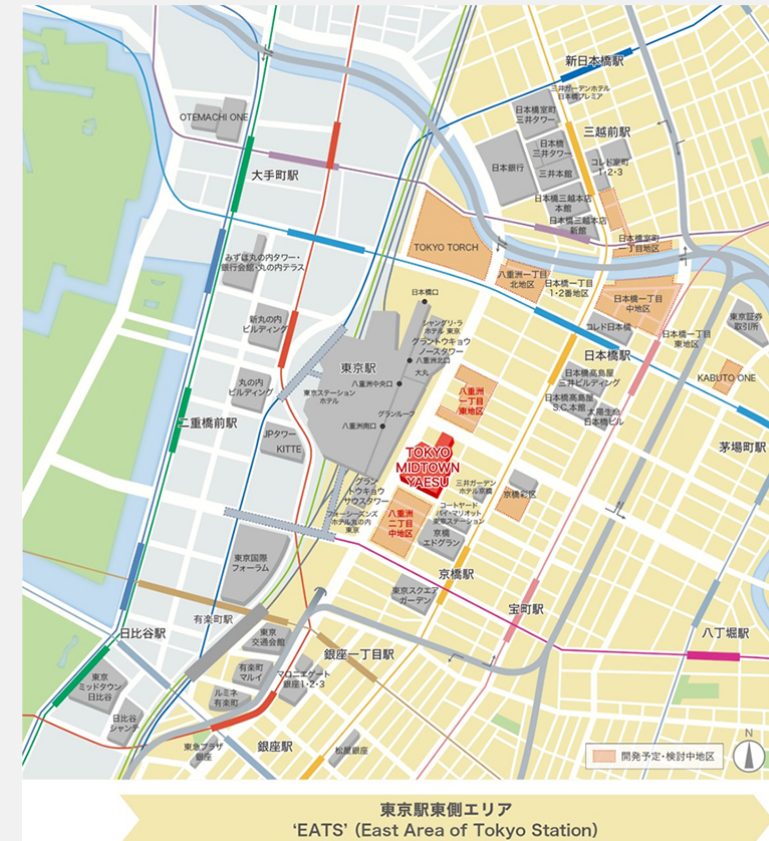 新日本橋駅
三井ガーデンホテル
日本橋プレミア
日本橋室町
三井タワー
三越前駅
OTEMACHI ONE
日本橋
三井タワー
コレド室町
1・2・3
日本銀行
三井本館
大手町駅
日本橋三越本店
本館
日本橋三越本店
新館
TOKYO TORCH
日本橋室町
一丁目地区
みずほ丸の内タワー・
銀行会館・丸の内テラス
八重洲一丁目
北地区
日本橋一丁目
1・2番地区
日本橋口
日本橋一丁目
中地区
新丸の内
ビルディング
シャングリ・ラ
ホテル 東京
グラントウキョウ
ノースタワー
コレド日本橋
日本橋一丁目
東地区
東京証券
取引所
東京駅
八重洲北口
大丸
日本橋駅
丸の内
ビルディング
八重洲中央口
東京ステーション
ホテル
八重洲
一丁目
東地区
日本橋髙島屋
三井ビルディング
KABUTO ONE
二重橋前駅
グランルーフ
八重洲南口
日本橋髙島屋
S.C.本館
太陽生命
日本橋ビル
JPタワー
KITTE
TOKYO
MIDTOWN
YAESU
茅場町駅
グラン
トウキョウ
サウスタワー
三井ガーデン
ホテル京橋
京橋彩区
フォーシーズンズ
ホテル丸の内
東京
八重洲
二丁目
中地区
コートヤード・
バイ・マリオット
東京ステーション
京橋
エドグラン
東京国際
フォーラム
京橋駅
東京スクエア
ガーデン
宝町駅
有楽町駅
日比谷駅
東京
交通会館
八丁堀駅
銀座一丁目駅
有楽町
マルイ
マロニエゲート
銀座1・2・3
東京
ミッドタウン
日比谷
ルミネ
有楽町
日比谷
シャンテ
東急プラザ
銀座
銀座駅
松屋銀座
開発予定・検討中地区
N
東京駅東側エリア
‘EATS’ (East Area of Tokyo Station)